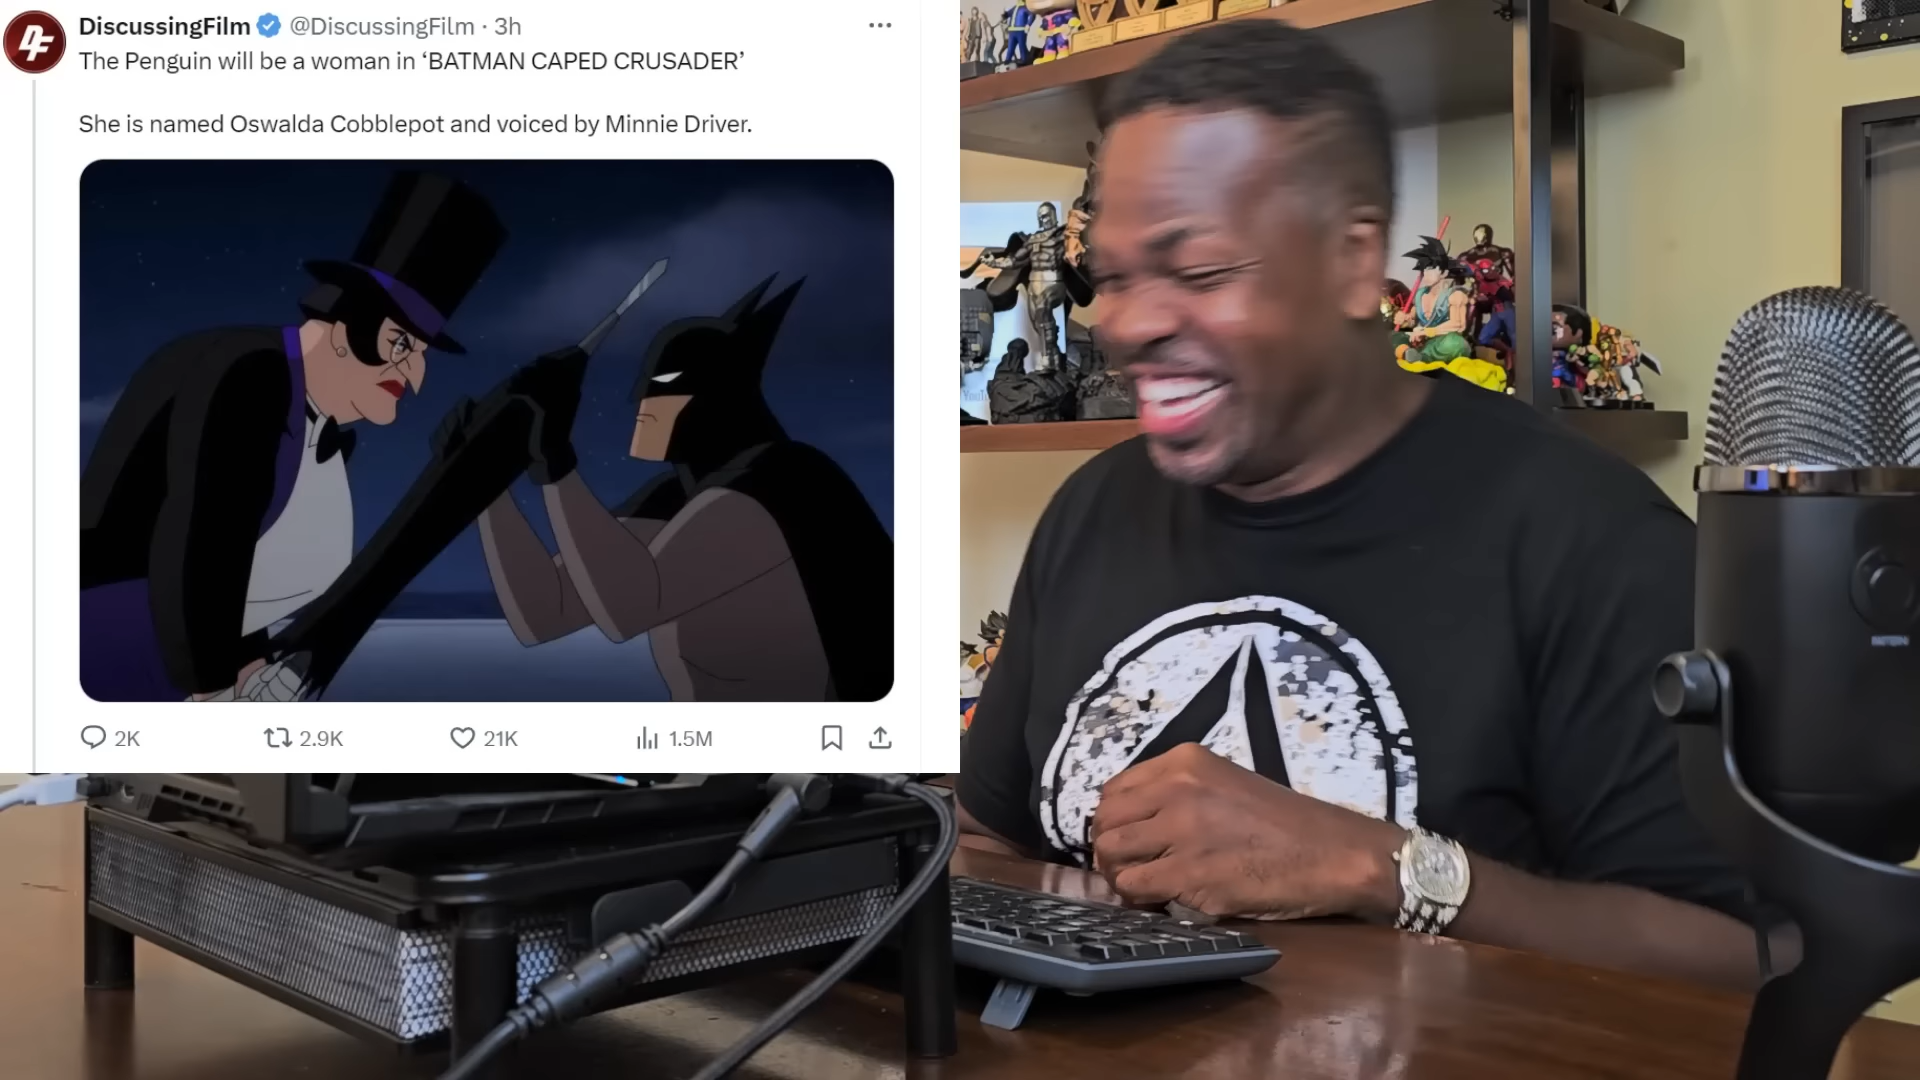 DiscussingFilm @DiscussingFilm · 3h
The Penguin will be a woman in ‘BATMAN CAPED CRUSADER’
She is named Oswalda Cobblepot and voiced by Minnie Driver.
2K 2.9K 21K 1.5M